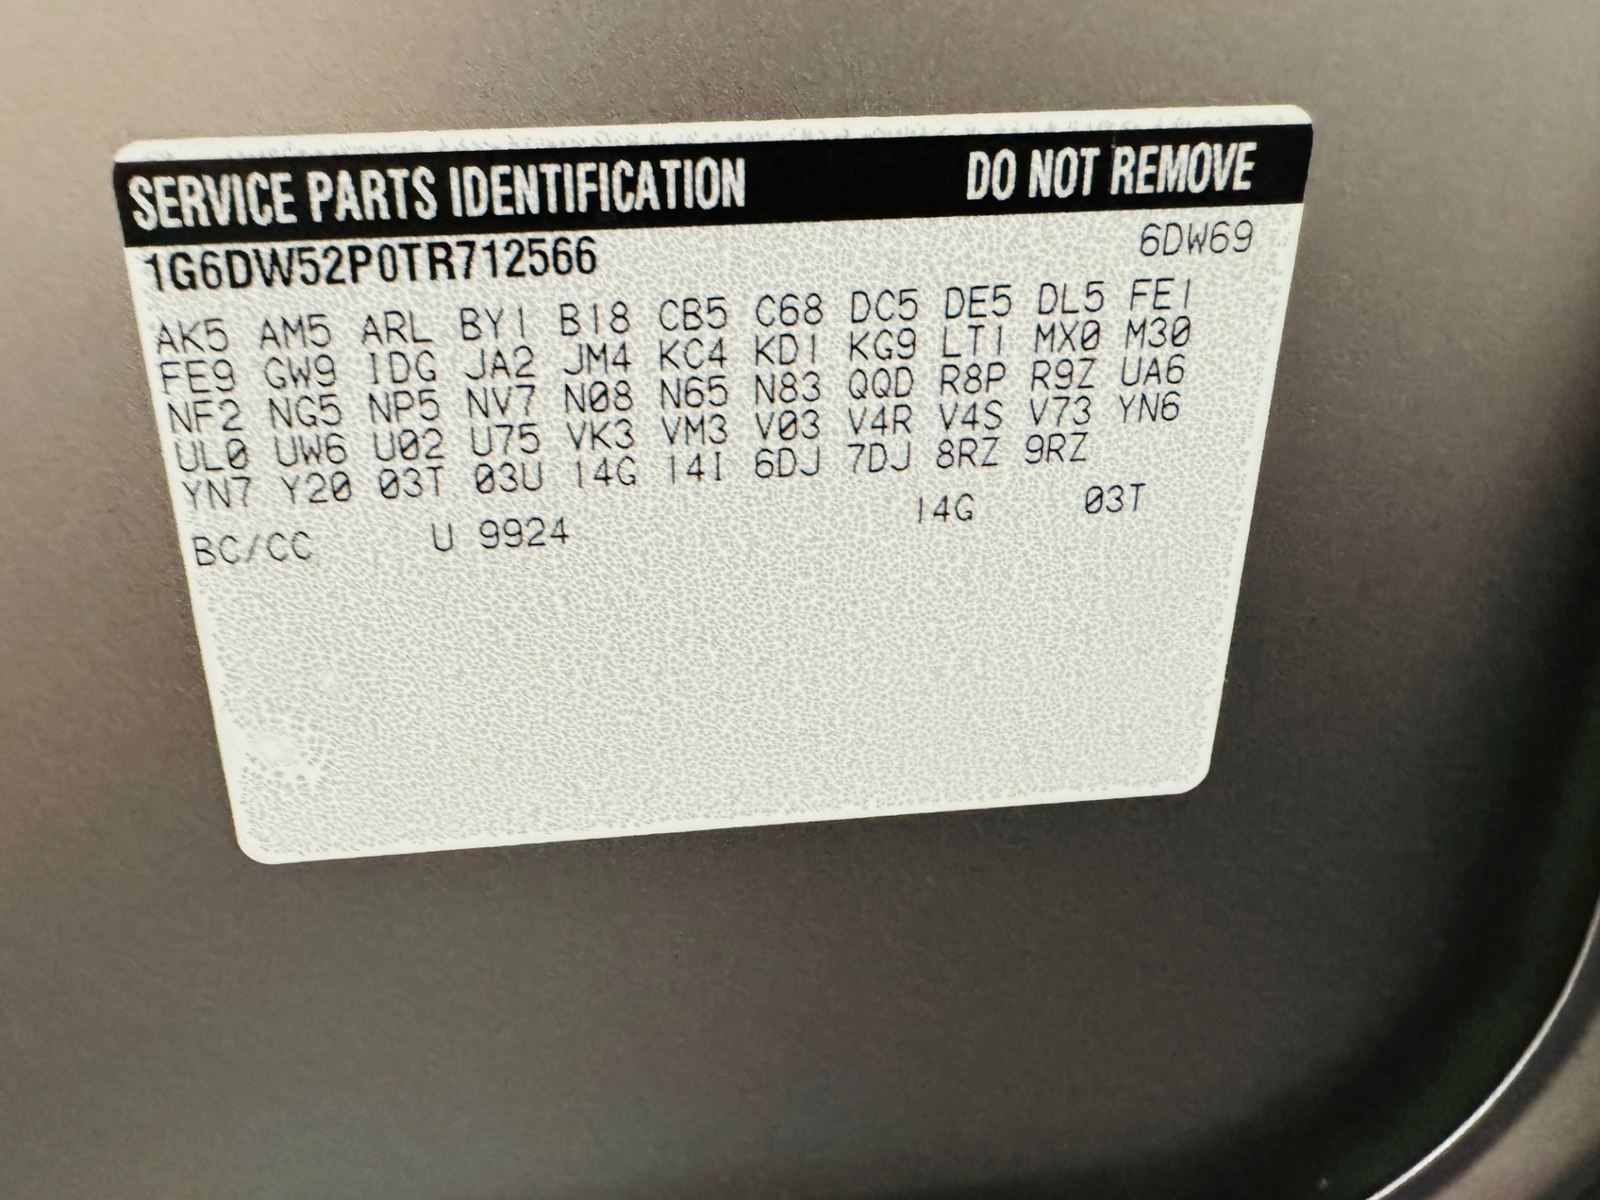 SERVICE PARTS IDENTIFICATION DO NOT REMOVE
1G6DW52P0TR712566 6DW69
AK5 AM5 ARL BY1 B18 CB5 C68 DC5 DE5 DL5 FE1
FE9 GW9 IDG JA2 JM4 KC4 KD1 KG9 LT1 MX0 M30
NF2 NG5 NP5 NV7 N08 N65 N83 QQD R8P R9Z UA6
UL0 UW6 U02 U75 VK3 VM3 V03 V4R V4S V73 YN6
YN7 Y20 03T 03U 14G 14I 6DJ 7DJ 8RZ 9RZ
BC/CC U 9924 14G 03T